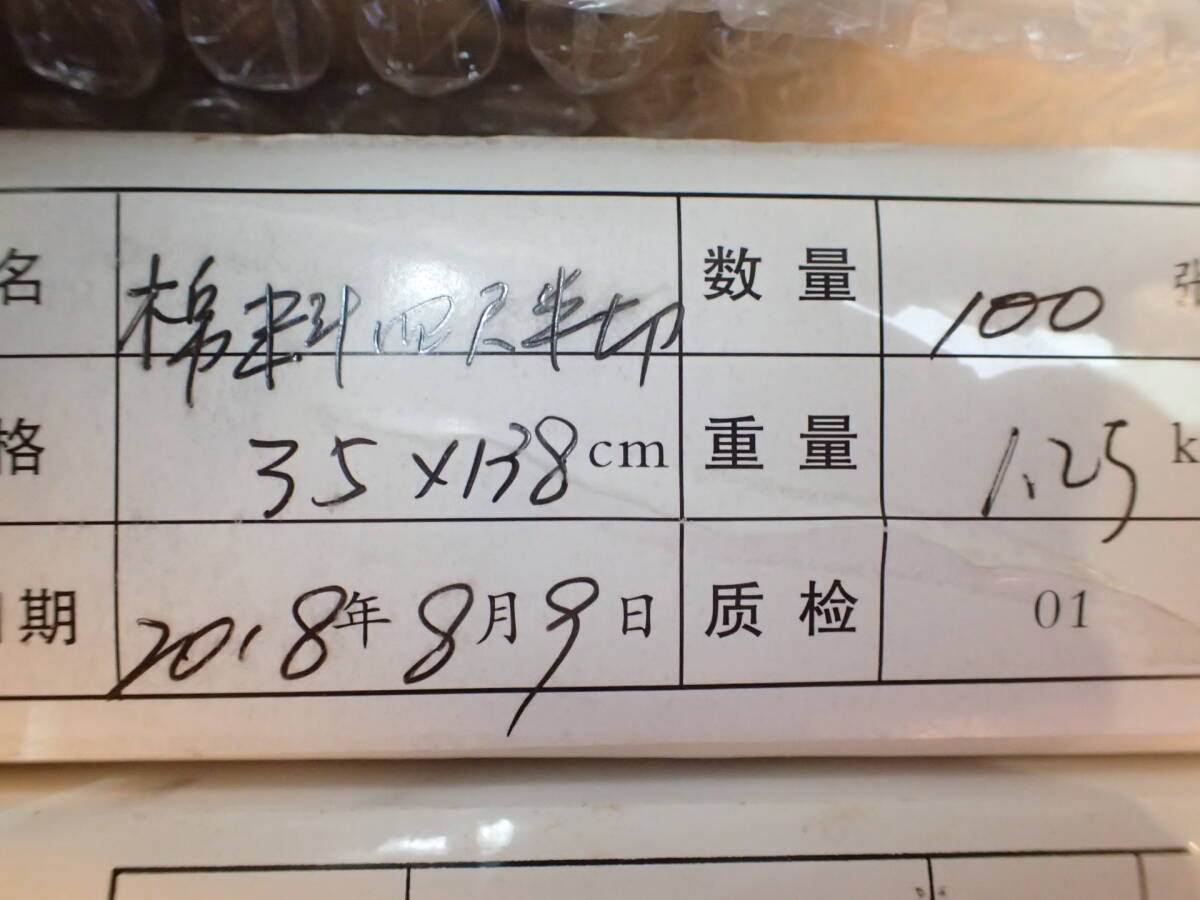 名 棉料四尺半切 数量 100 张
格 35×138cm 重量 1.25 k
期 2018年8月9日 质检 01